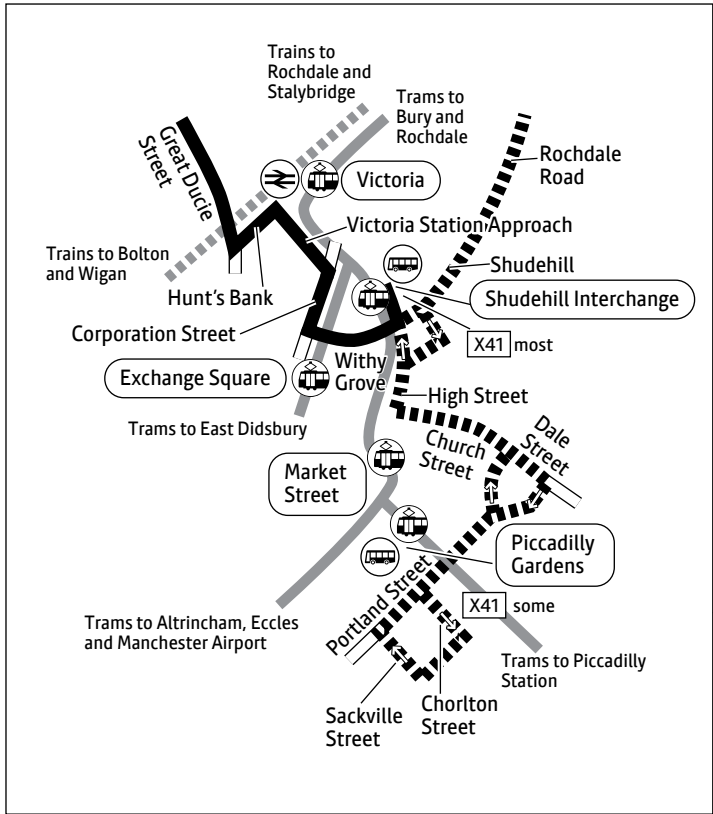 Trains to
Rochdale and
Stalybridge
Trams to
Bury and
Rochdale
Great Ducie
Street
Rochdale
Road
Victoria
Victoria Station Approach
Trains to Bolton
and Wigan
Shudehill
Hunt's Bank
Shudehill Interchange
Corporation Street
X41 most
Exchange Square
Withy
Grove
High Street
Trams to East Didsbury
Church
Street
Dale
Street
Market
Street
Piccadilly
Gardens
Portland Street
X41 some
Trams to Altrincham, Eccles
and Manchester Airport
Trams to Piccadilly
Station
Sackville
Street
Chorlton
Street